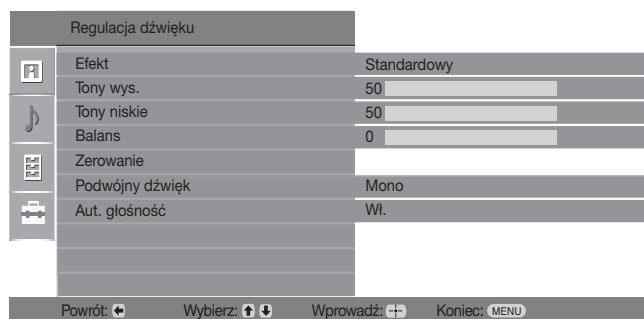 Regulacja dźwięku
Efekt Standardowy
Tony wys. 50
Tony niskie 50
Balans 0
Zerowanie
Podwójny dźwięk Mono
Aut. głośność Wł.
Powrót: Wybierz: Wprowadź: Koniec: MENU